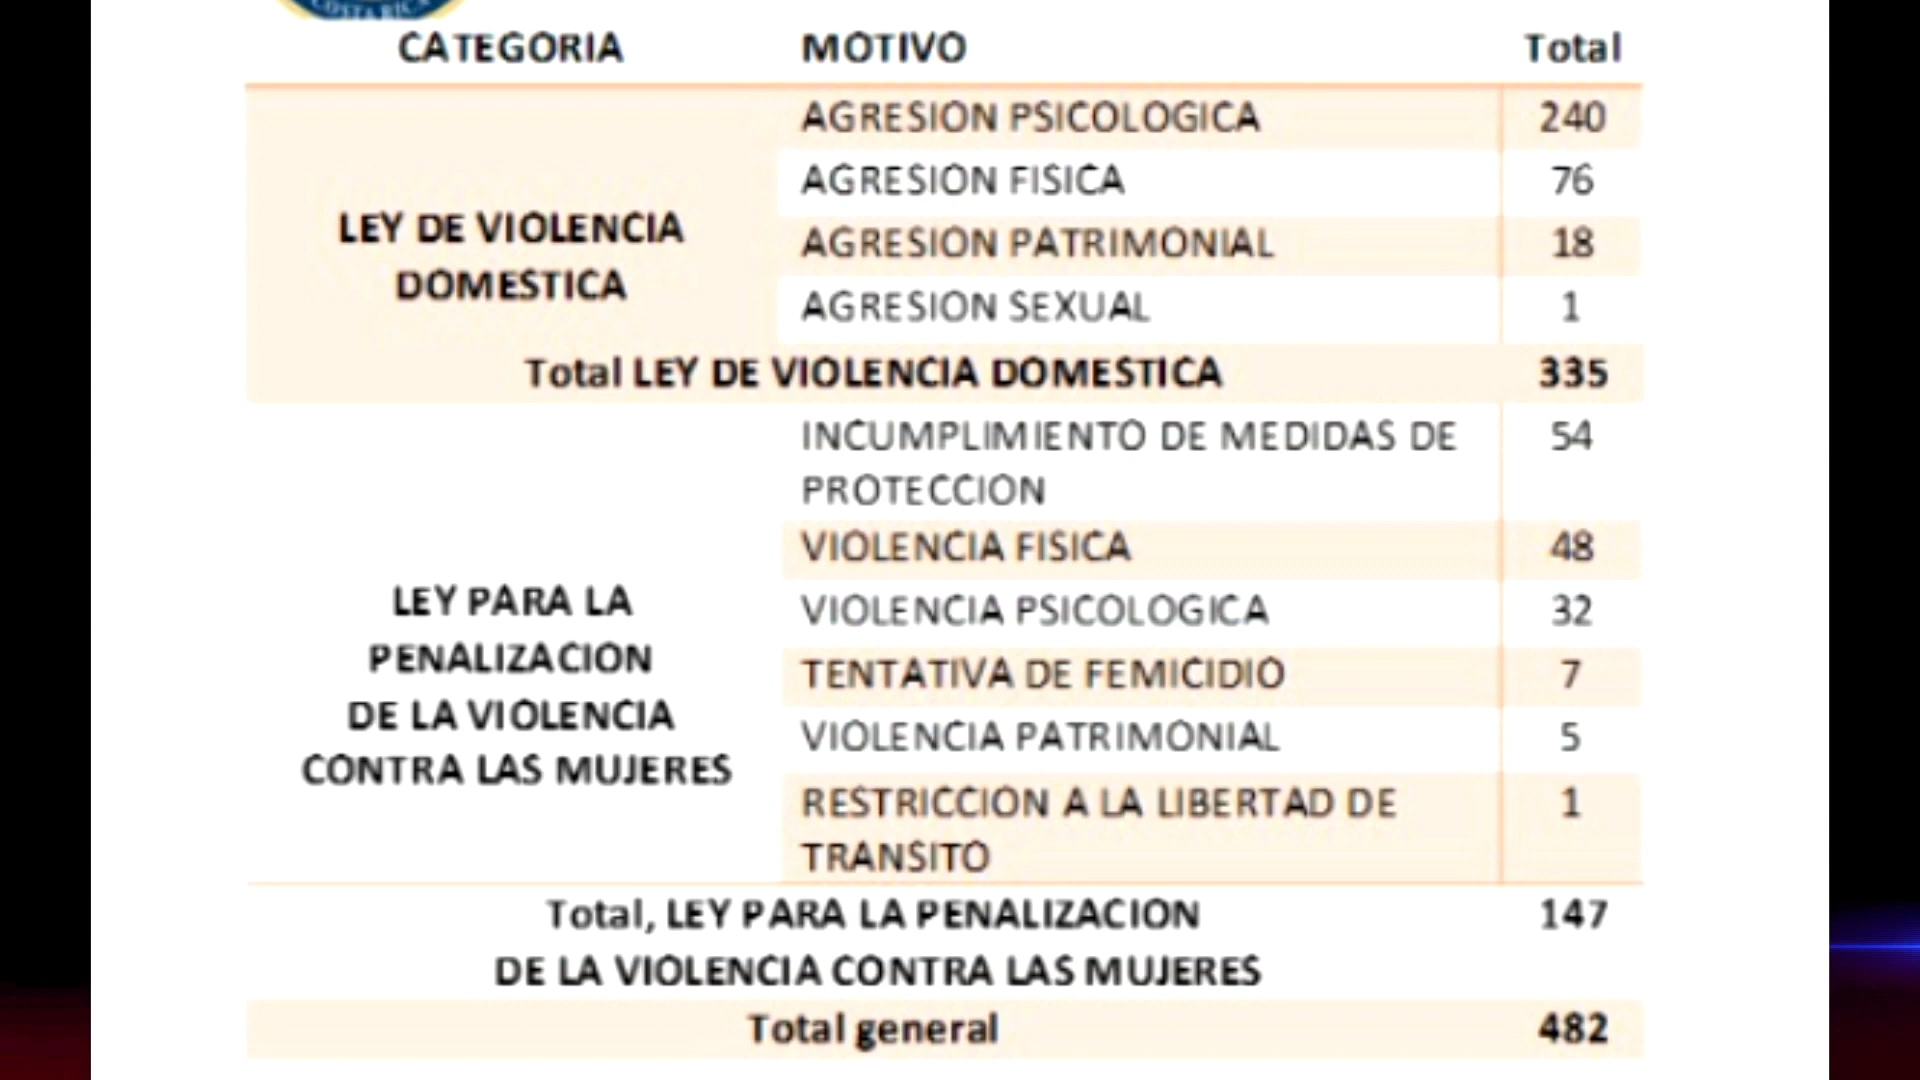 COSTA RICA
CATEGORIA MOTIVO Total
AGRESION PSICOLOGICA 240
AGRESION FISICA 76
LEY DE VIOLENCIA
DOMESTICA
AGRESION PATRIMONIAL 18
AGRESION SEXUAL 1
Total LEY DE VIOLENCIA DOMESTICA 335
INCUMPLIMIENTO DE MEDIDAS DE 54
PROTECCION
VIOLENCIA FISICA 48
LEY PARA LA
PENALIZACION
DE LA VIOLENCIA
CONTRA LAS MUJERES
VIOLENCIA PSICOLOGICA 32
TENTATIVA DE FEMICIDIO 7
VIOLENCIA PATRIMONIAL 5
RESTRICCION A LA LIBERTAD DE 1
TRANSITO
Total, LEY PARA LA PENALIZACION 147
DE LA VIOLENCIA CONTRA LAS MUJERES
Total general 482